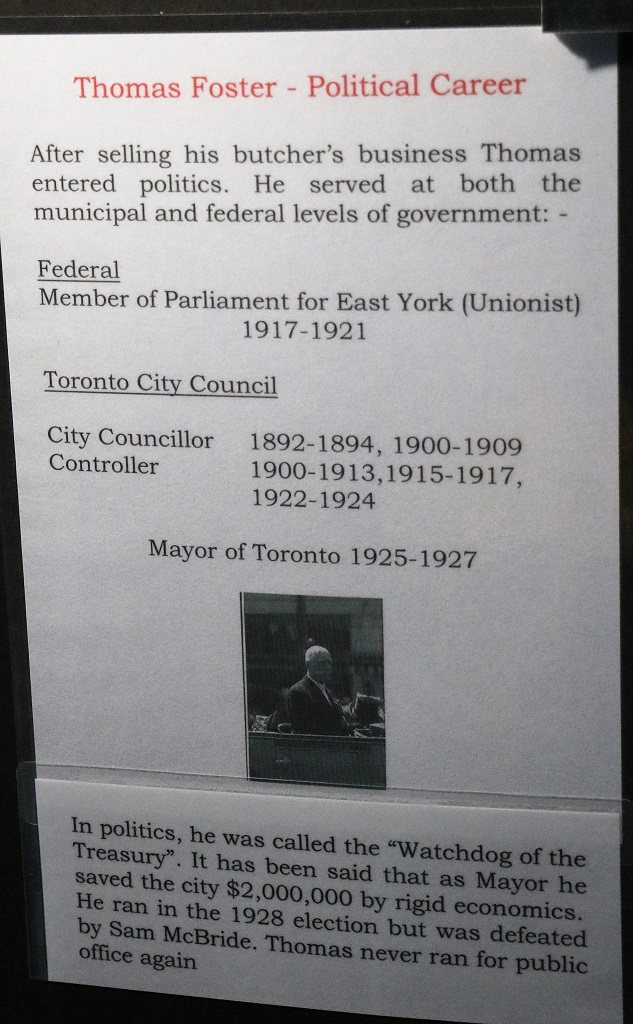 Thomas Foster - Political Career
After selling his butcher's business Thomas
entered politics. He served at both the
municipal and federal levels of government: -
Federal
Member of Parliament for East York (Unionist)
1917-1921
Toronto City Council
City Councillor 1892-1894, 1900-1909
Controller 1900-1913,1915-1917,
1922-1924
Mayor of Toronto 1925-1927
In politics, he was called the "Watchdog of the
Treasury". It has been said that as Mayor he
saved the city $2,000,000 by rigid economics.
He ran in the 1928 election but was defeated
by Sam McBride. Thomas never ran for public
office again